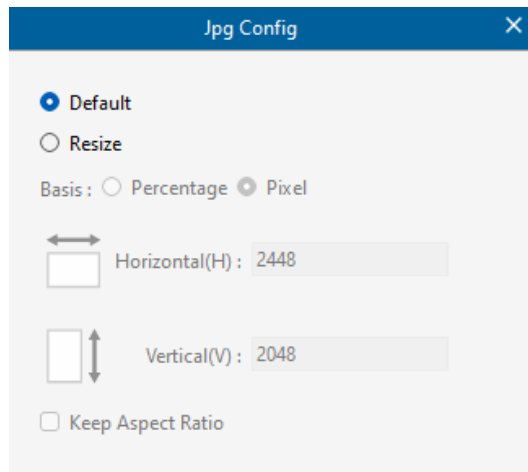 Jpg Config
Default
Resize
Basis : Percentage Pixel
Horizontal(H) : 2448
Vertical(V) : 2048
Keep Aspect Ratio